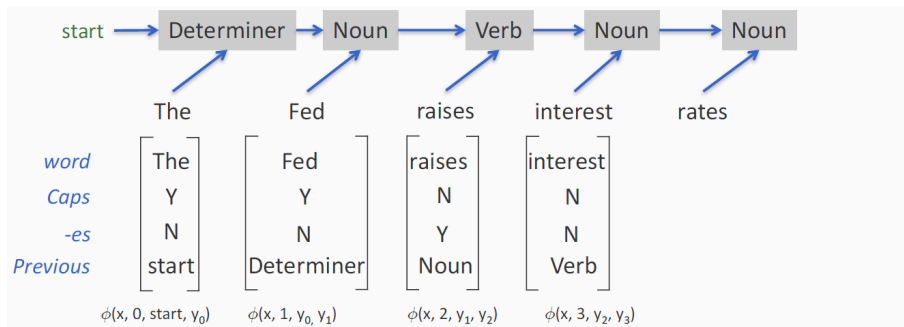 start Determiner Noun Verb Noun Noun
The Fed raises interest rates
word The Fed raises interest
Caps Y Y N N
-es N N Y N
Previous start Determiner Noun Verb
ϕ(x, 0, start, y₀) ϕ(x, 1, y₀, y₁) ϕ(x, 2, y₁, y₂) ϕ(x, 3, y₂, y₃)